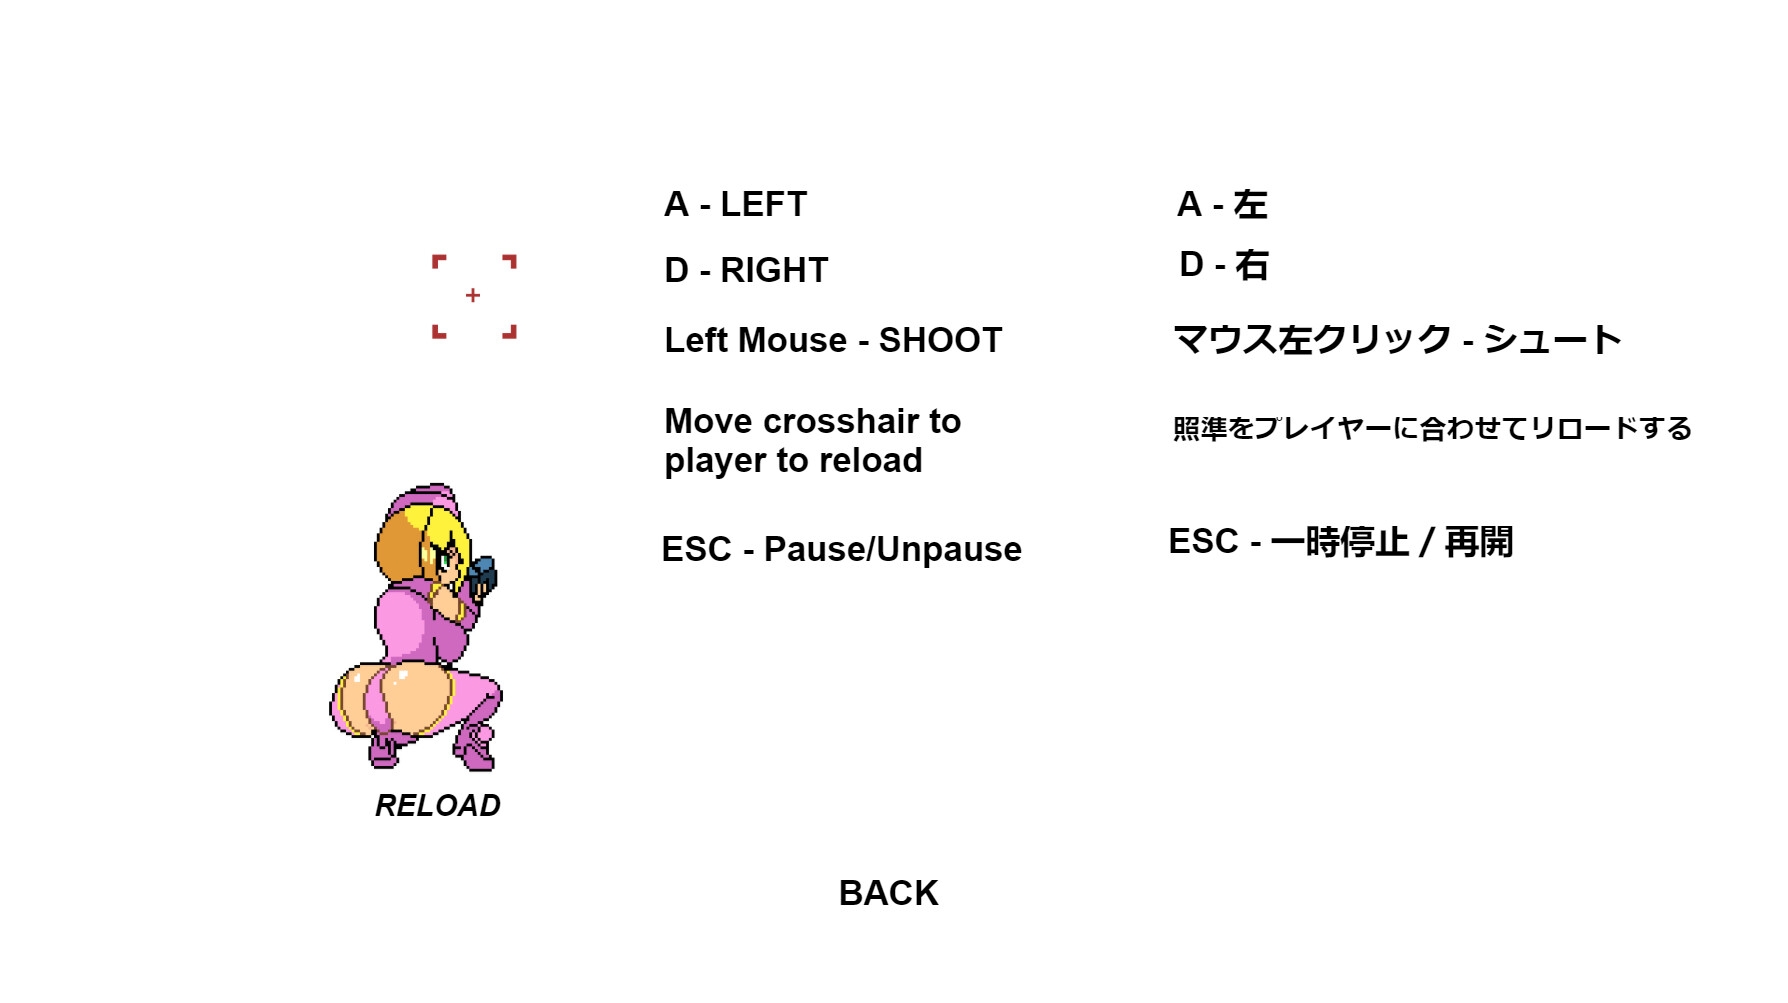 A - LEFT
D - RIGHT
Left Mouse - SHOOT
Move crosshair to
player to reload
ESC - Pause/Unpause
A - 左
D - 右
マウス左クリック - シュート
照準をプレイヤーに合わせてリロードする
ESC - 一時停止 / 再開
RELOAD
BACK